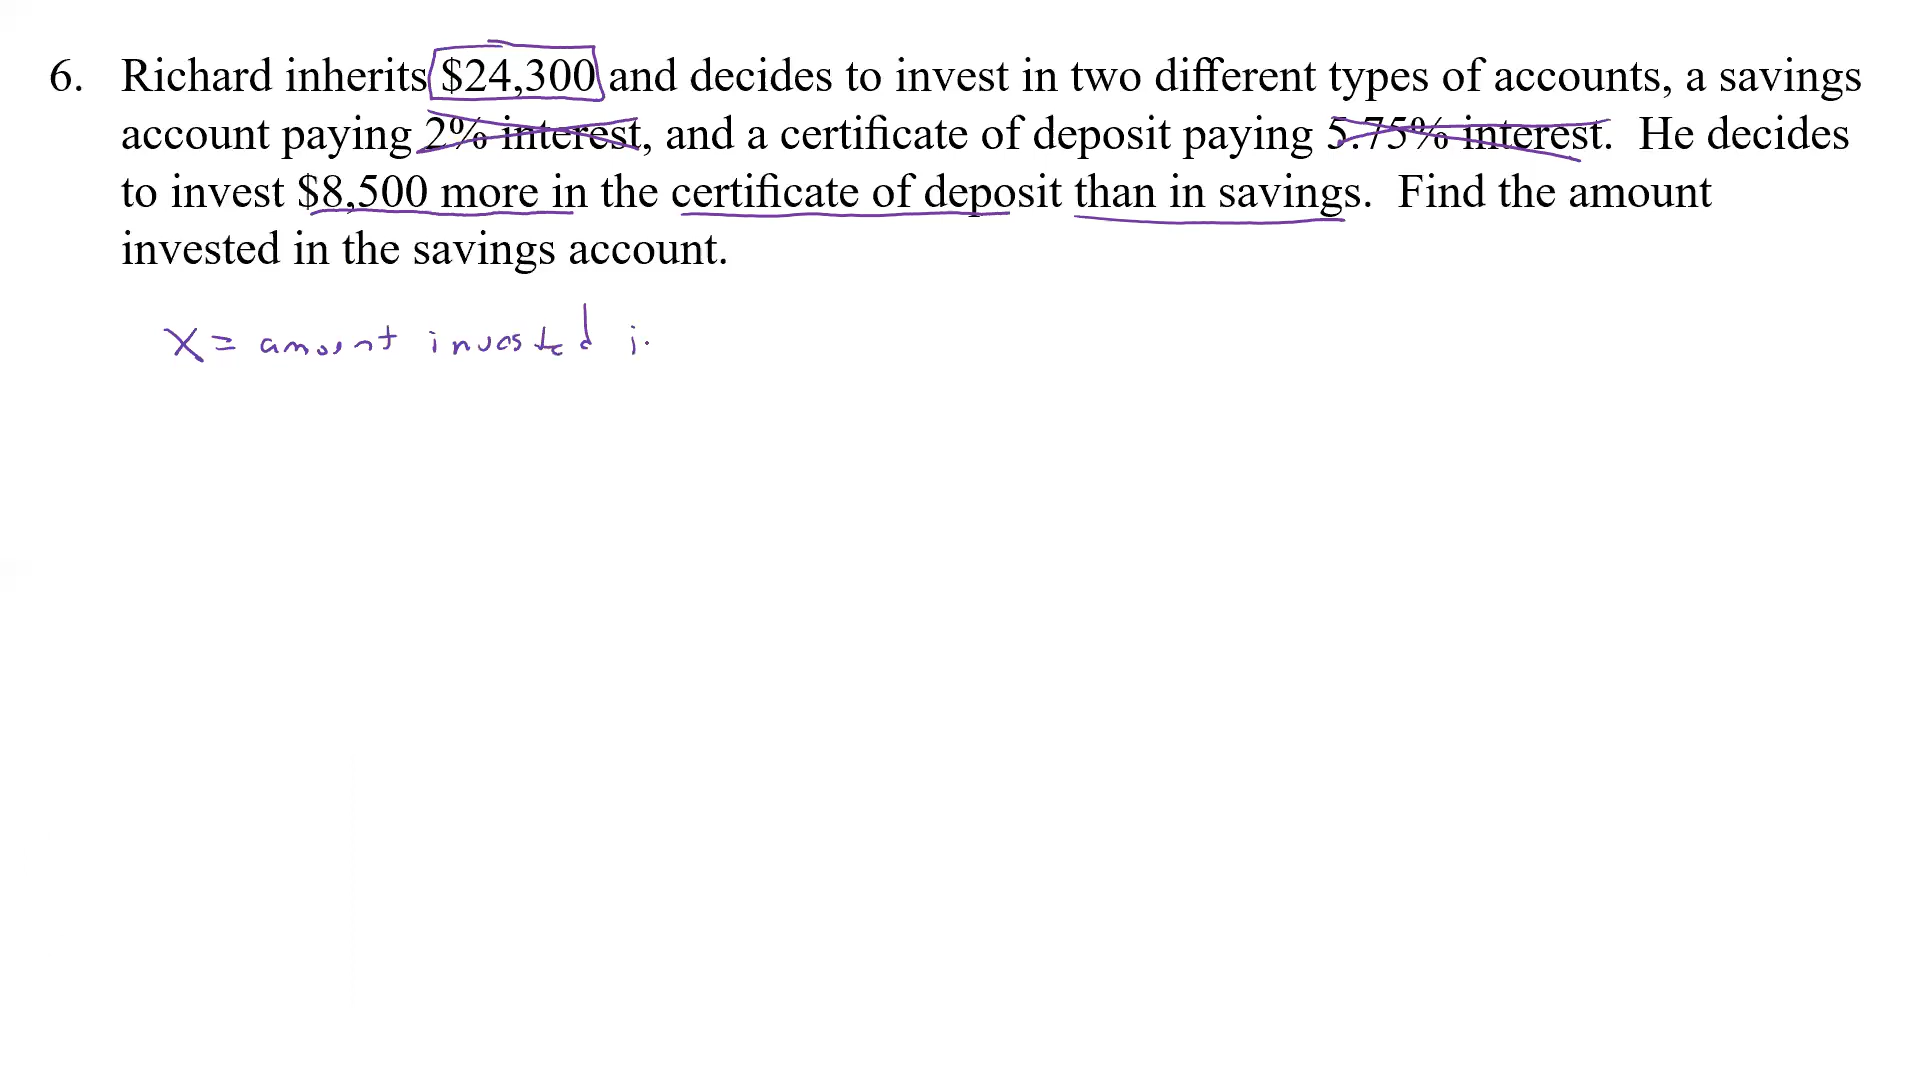 6. Richard inherits $24,300 and decides to invest in two different types of accounts, a savings
account paying 2% interest, and a certificate of deposit paying 5.75% interest. He decides
to invest $8,500 more in the certificate of deposit than in savings. Find the amount
invested in the savings account.
X = amount invested i